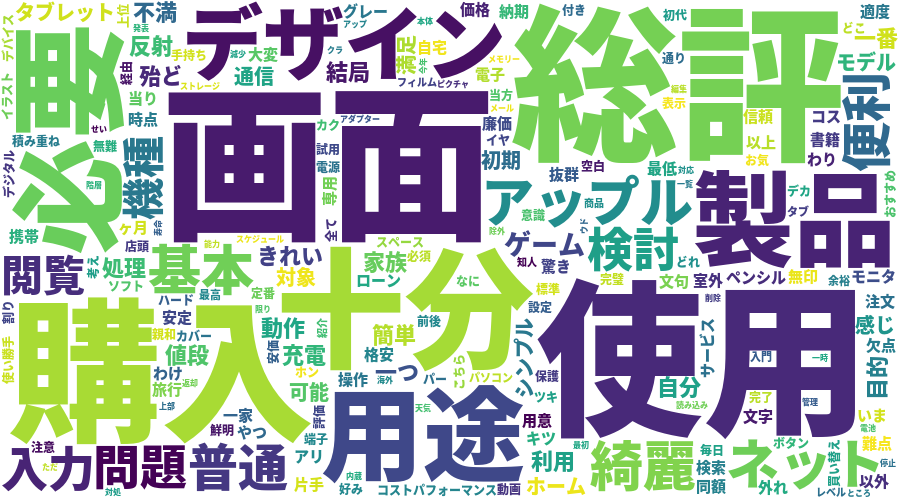 タブレット
上位
不満
発表
デザイン
グレー
アップ
本体
価格
納期
付き
初代
どこ
適度
一番
デバイス
イラスト
必要
経由
反射
手持ち
殆ど
大変
通信
減少
クラ
結局
満足
自宅
今年
電子
メモリー
フィルム
ピクチャ
総評
通り
編集
表示
モデル
ストレージ
当り
時点
積み重ね
せい
無難
カク
アダプター
試用
電源
画面
当方
メール
廉価
イヤ
初期
信頼
以上
お気
コス
書籍
わり
便利
デジタル
機種
階層
寿命
専用
全て
抜群
空白
最低
対応
一覧
アップル
意識
商品
ウド
デカ
タブ
製品
おすすめ
携帯
ヶ月
店頭
スケジュール
能力
きれい
スペース
必須
家族
ゲーム
除外
知人
驚き
検討
どれ
文句
室外
ペンシル
無印
余裕
モニタ
閲覧
考え
処理
ソフト
基本
対象
ローン
十分
なに
標準
完璧
設定
削除
使用
注文
感じ
割り
ハード
最高
定番
限り
安定
親和
カバー
動作
紹介
前後
簡単
シンプル
サービス
入門
一時
欠点
使い勝手
購入
値段
安価
充電
格安
こちら
保護
自分
目的
わけ
旅行
返却
ホン
可能
操作
一つ
海外
パー
パソコン
ツキ
読み込み
完了
管理
上部
一家
鮮明
やつ
評価
端子
アリ
用途
天気
用意
キツ
文字
いま
電池
注意
ただ
入力
問題
対処
普通
片手
内蔵
好み
コストパフォーマンス
動画
最初
利用
ホーム
綺麗
毎日
検索
同額
ボタン
ネット
外れ
買い替え
難点
停止
以外
レベル
ところ